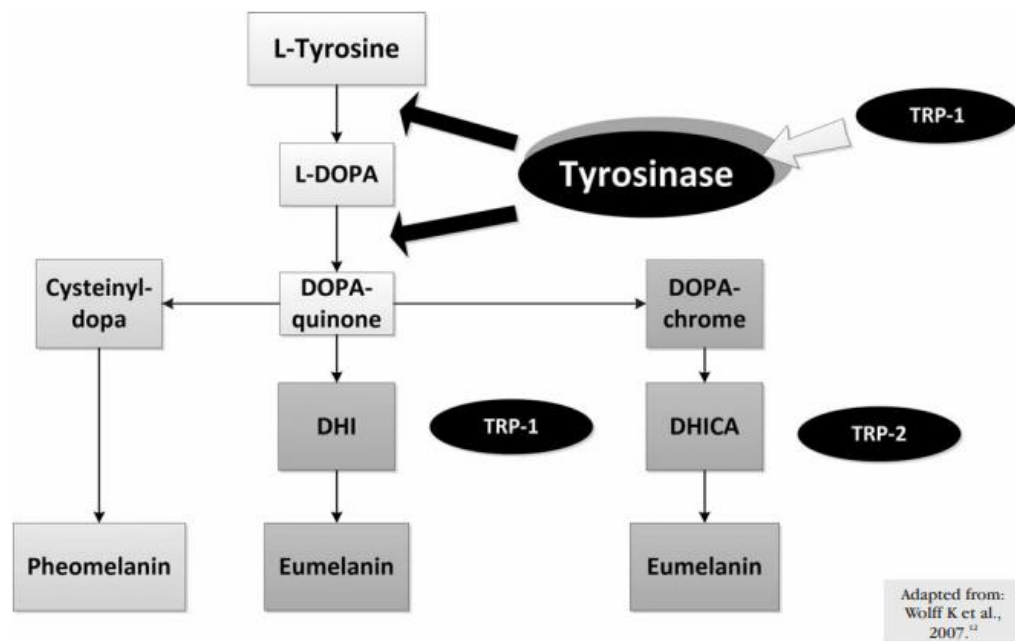 L-Tyrosine
TRP-1
Tyrosinase
L-DOPA
Cysteinyl-
dopa
DOPA-
quinone
DOPA-
chrome
DHI
TRP-1
DHICA
TRP-2
Pheomelanin
Eumelanin
Eumelanin
Adapted from:
Wolff K et al.,
2007.¹²